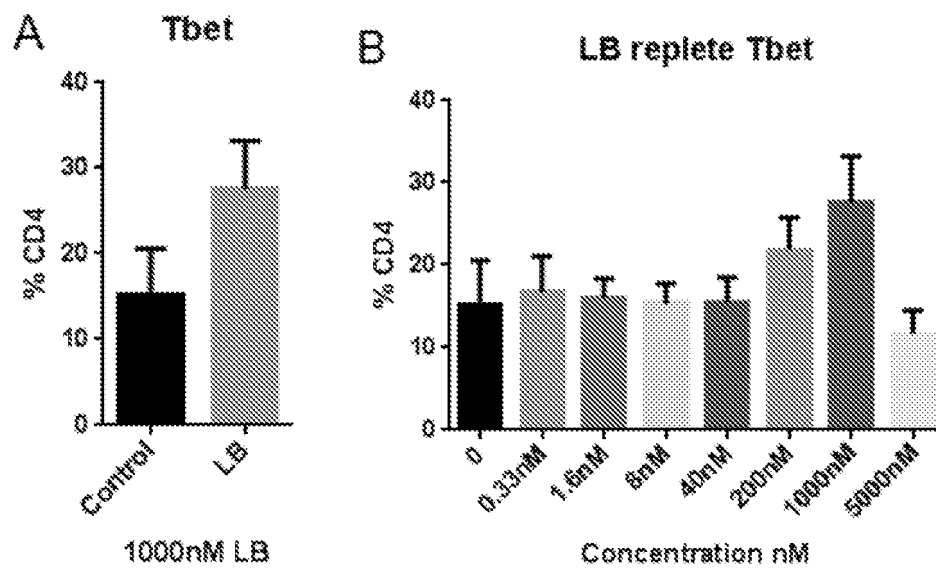 A
Tbet
% CD4
40
30
20
10
0
Control
LB
1000nM LB
B
LB replete Tbet
% CD4
40
30
20
10
0
0
0.33nM
1.6nM
8nM
40nM
200nM
1000nM
5000nM
Concentration nM